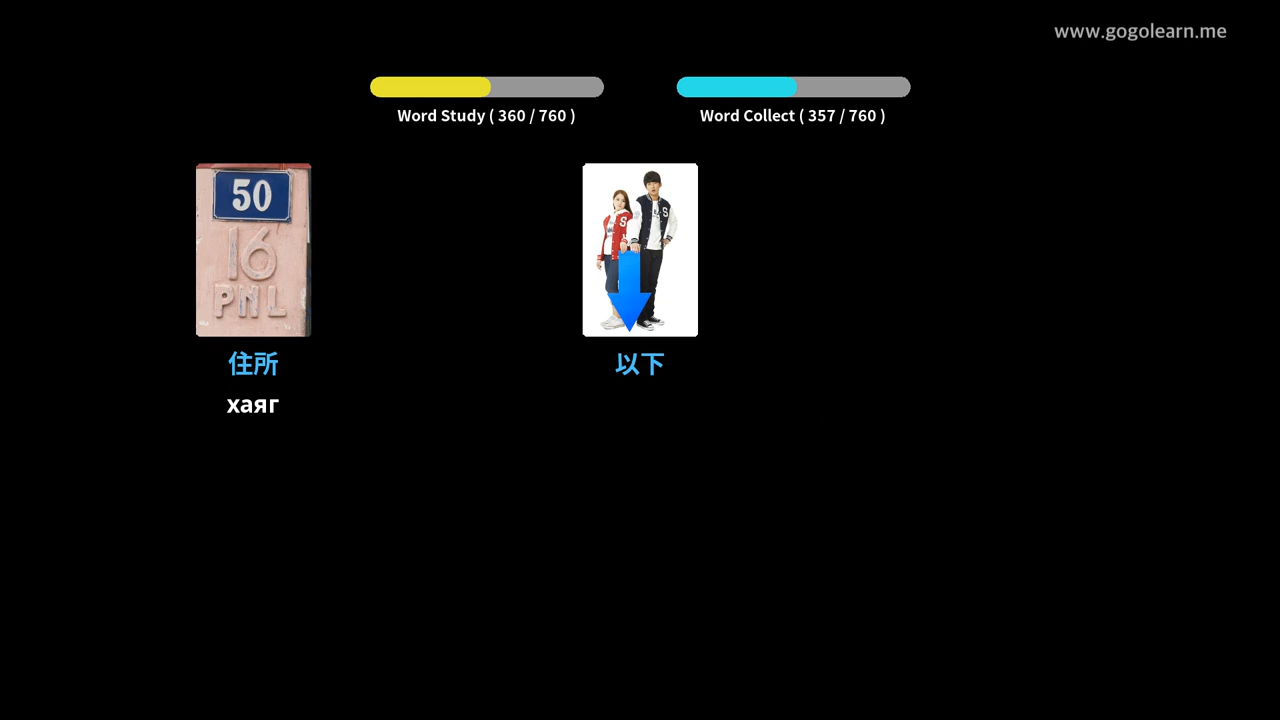 www.gogolearn.me
Word Study ( 360 / 760 )
Word Collect ( 357 / 760 )
50
16
PNL
S
S
住所
以下
хаяг